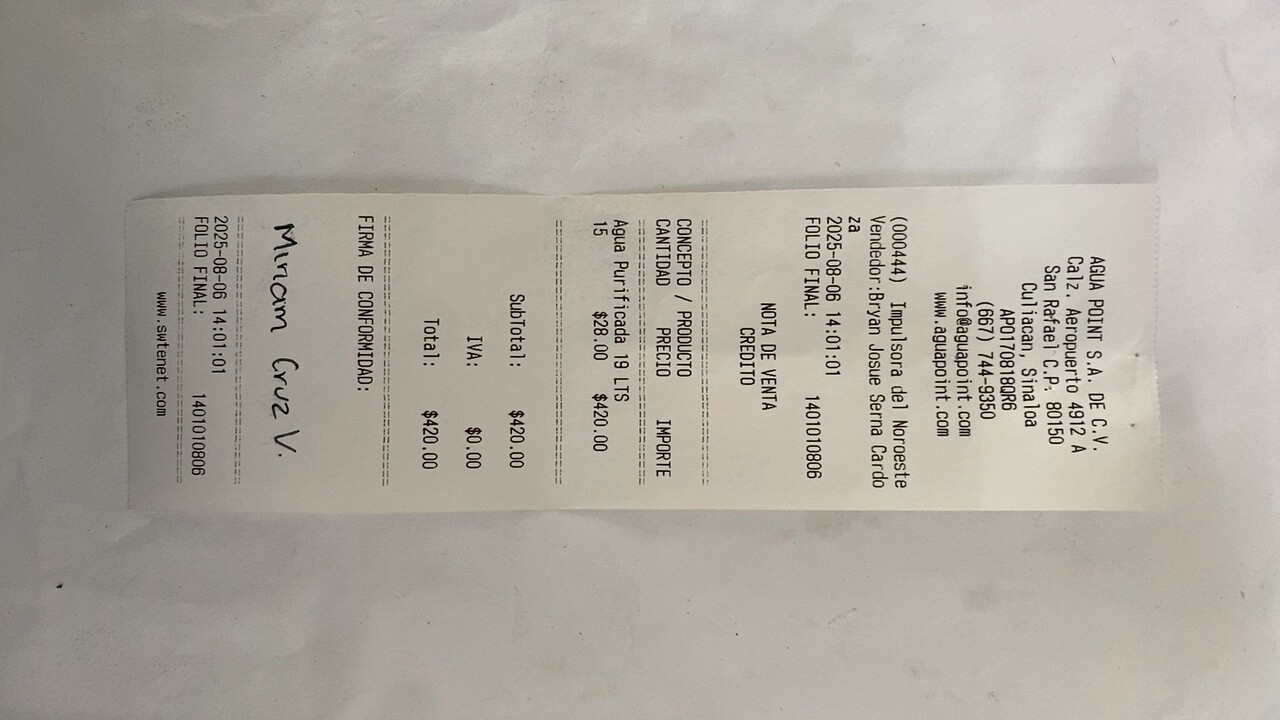 AGUA POINT S.A. DE C.V.
Calz. Aeropuerto 4912 A
San Rafael C.P. 80150
Culiacan, Sinaloa
APO170818QR6
(667) 744-9350
info@aguapoint.com
www.aguapoint.com
(000444) Impulsora del Noroeste
Vendedor:Bryan Josue Serna Cardo
za
2025-08-06 14:01:01
FOLIO FINAL: 1401010806
NOTA DE VENTA
CREDITO
================================
CONCEPTO / PRODUCTO
CANTIDAD PRECIO IMPORTE
================================
Agua Purificada 19 LTS
15 $28.00 $420.00
================================
SubTotal: $420.00
IVA: $0.00
Total: $420.00
================================
FIRMA DE CONFORMIDAD:
Miriam Cruz V.
================================
2025-08-06 14:01:01
FOLIO FINAL: 1401010806
================================
www.swtenet.com